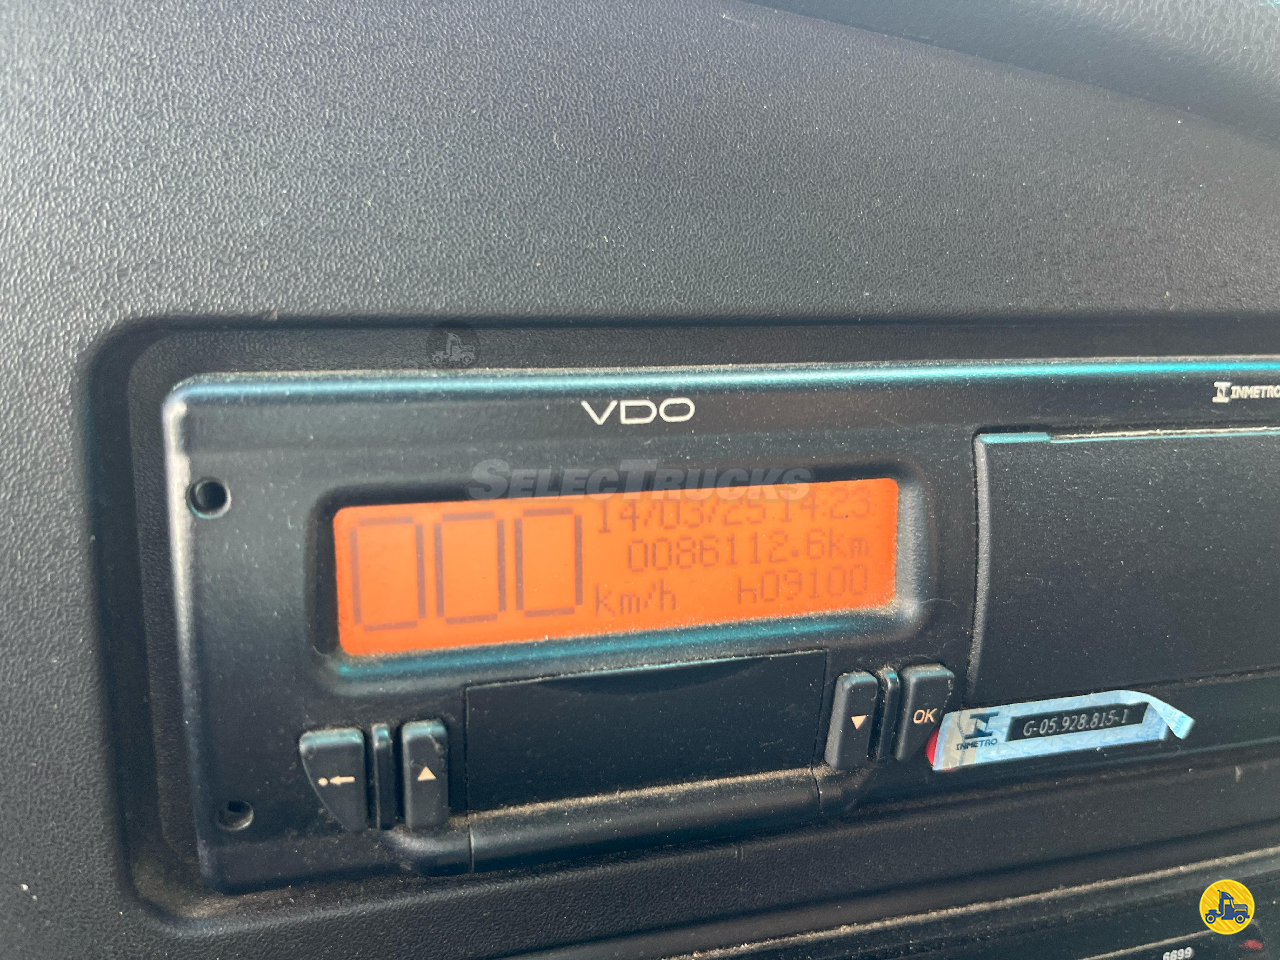 VDO
INMETRO
SELECTRUCKS
000
14/03/25 14:23
0086112.6km
km/h h09100
OK
INMETRO
G-05.928.815-1
6699